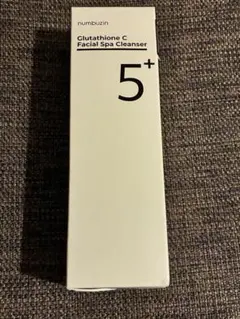 numbuzin
Glutathione C
Facial Spa Cleanser
5+